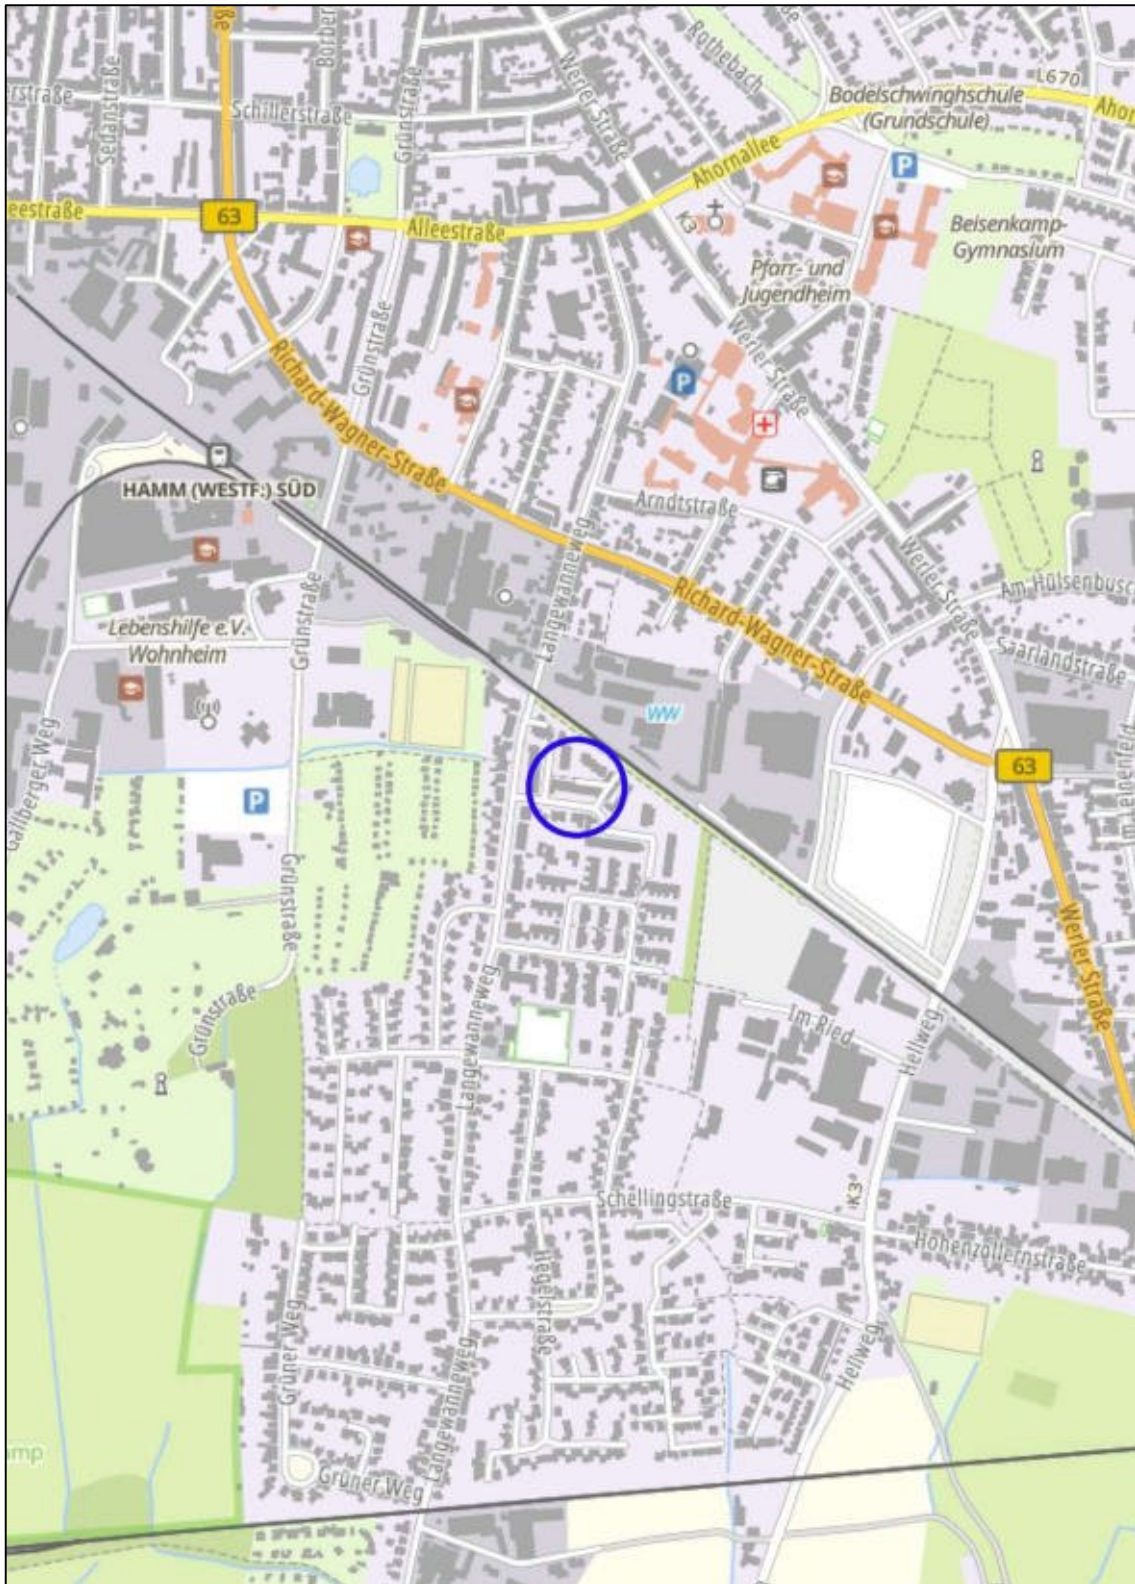 Rothebach
L670
Bodelschwinghschule
(Grundschule)
Ahor
Sedanstraße
Schillerstraße
Grünstraße
Werler Straße
Ahornallee
P
63
Alleestraße
K3
Beisenkamp-
Gymnasium
Pfarr- und
Jugendheim
Grünstraße
Werler Straße
P
Richard-Wagner-Straße
HAMM (WESTF.) SÜD
Arndtstraße
Langewanneweg
Werler Straße
Am Hülsenbusc
Richard-Wagner-Straße
Saarlandstraße
Lebenshilfe e.V.
Wohnheim
Grünstraße
WW
63
Gallberger Weg
P
Grünstraße
Werler Straße
Langewanneweg
Grünstraße
Im Ried
Hellweg
Schellingstraße
K3
Hohenzollernstraße
Hegelstraße
Grüner Weg
Langewanneweg
Hellweg
Grüner Weg